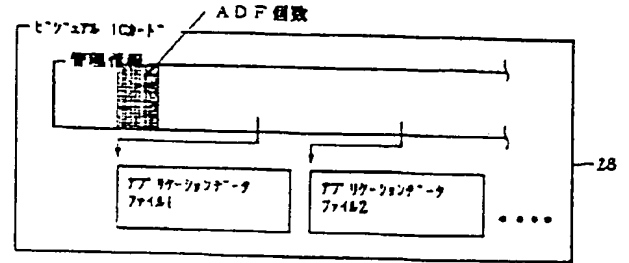 ADF個数
ビジュアル ICカード
管理情報
28
アプリケーションデータ
ファイル1
アプリケーションデータ
ファイル2
••••